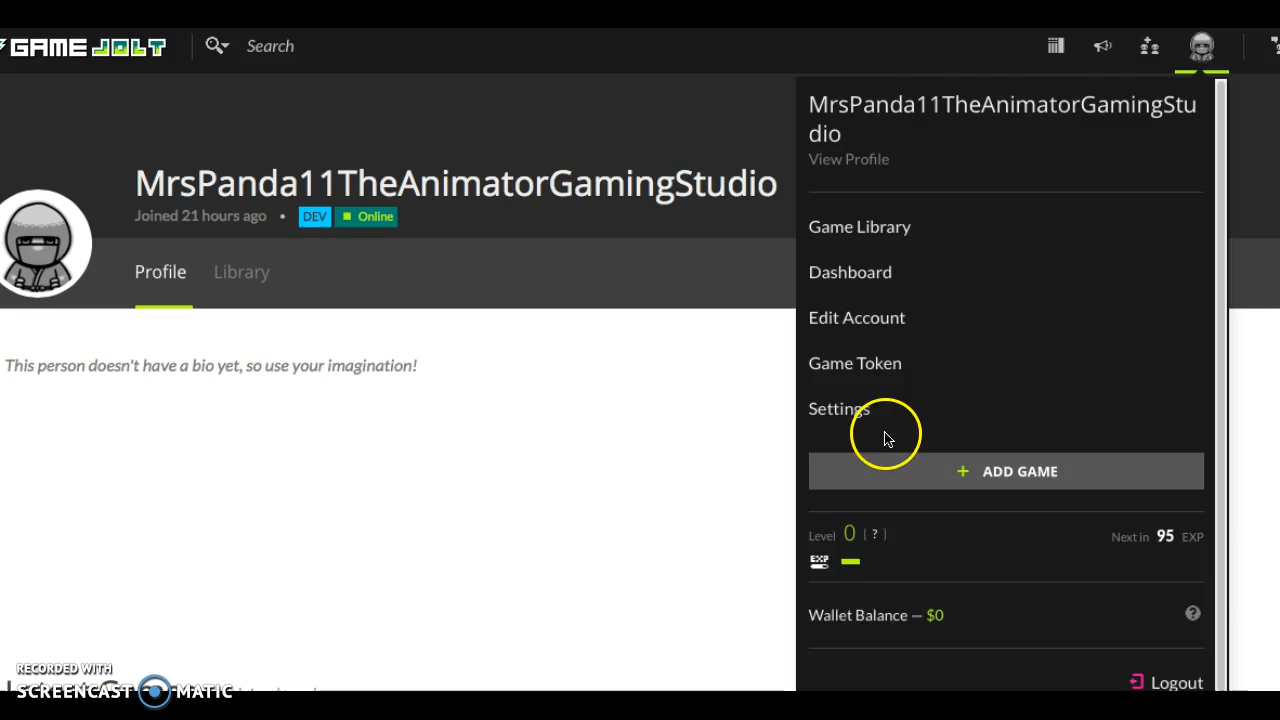 GAME JOLT
Search
MrsPanda11TheAnimatorGamingStu
dio
View Profile
MrsPanda11TheAnimatorGamingStudio
Joined 21 hours ago • DEV Online
Profile Library
This person doesn't have a bio yet, so use your imagination!
Game Library
Dashboard
Edit Account
Game Token
Settings
+ ADD GAME
Level 0 [ ? ]
Next in 95 EXP
EXP
Wallet Balance — $0
Logout
RECORDED WITH
SCREENCAST MATIC